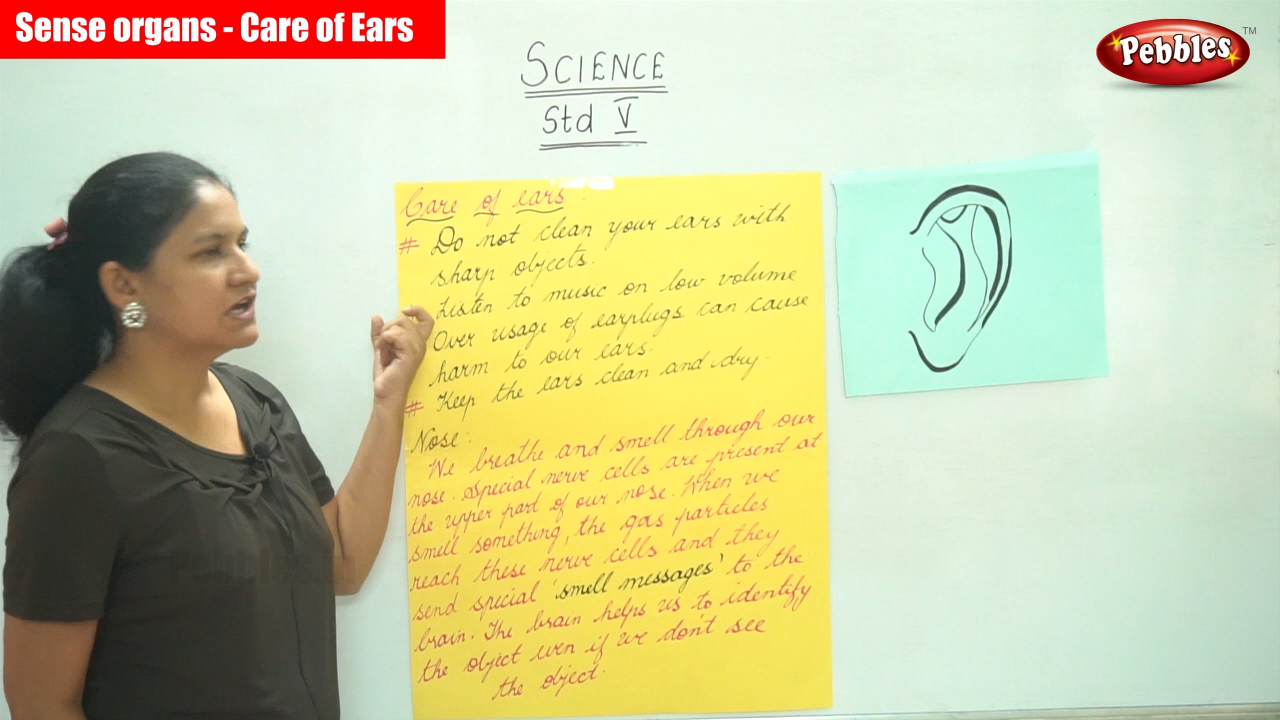 Sense organs - Care of Ears
Pebbles TM
SCIENCE
Std V
Care of ears :
# Do not clean your ears with
sharp objects.
Listen to music on low volume
Over usage of earplugs can cause
harm to our ears.
# Keep the ears clean and dry.
Nose :
We breathe and smell through our
nose. Special nerve cells are present at
the upper part of our nose. When we
smell something, the gas particles
reach these nerve cells and they
send special 'smell messages' to the
brain. The brain helps us to identify
the object even if we don't see
the object.